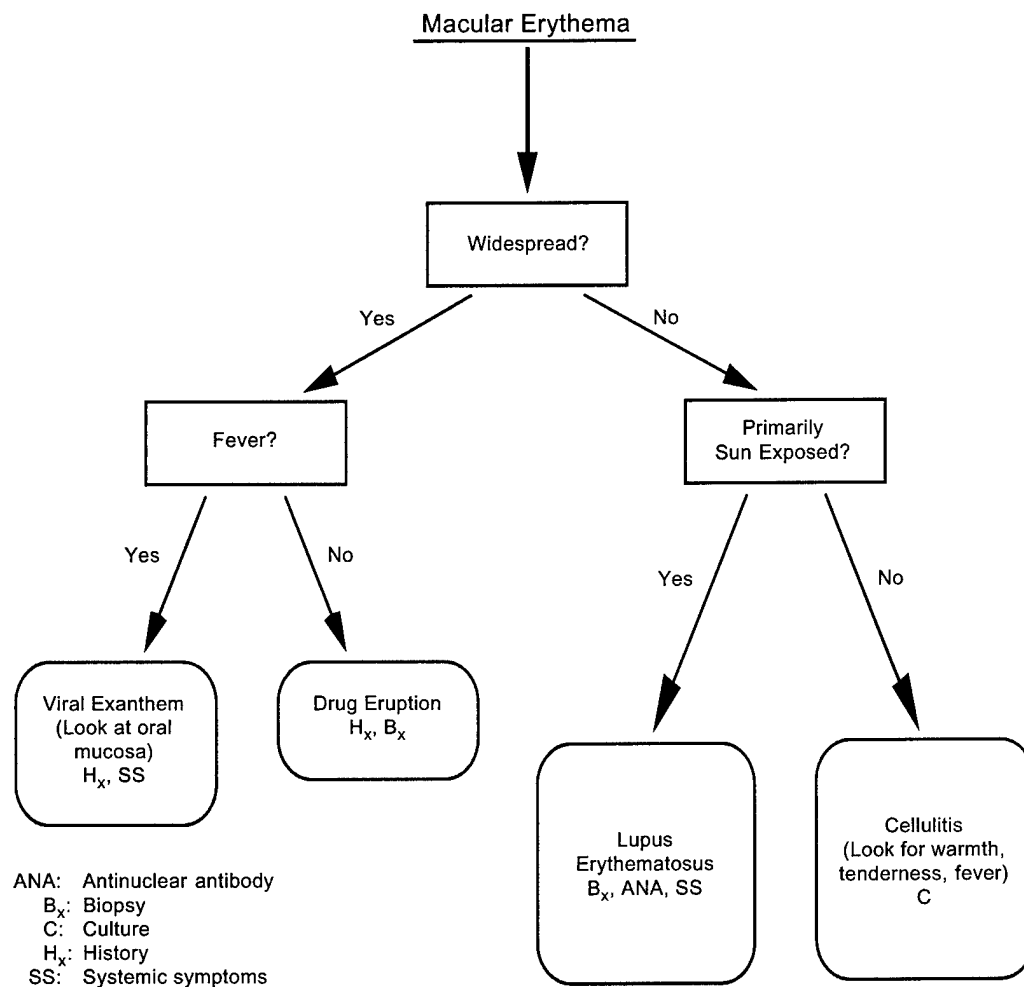 Macular Erythema
Widespread?
Yes
No
Fever?
Primarily
Sun Exposed?
Yes
No
Yes
No
Viral Exanthem
(Look at oral
mucosa)
Hx, SS
Drug Eruption
Hx, Bx
Lupus
Erythematosus
Bx, ANA, SS
Cellulitis
(Look for warmth,
tenderness, fever)
C
ANA: Antinuclear antibody
Bx: Biopsy
C: Culture
Hx: History
SS: Systemic symptoms